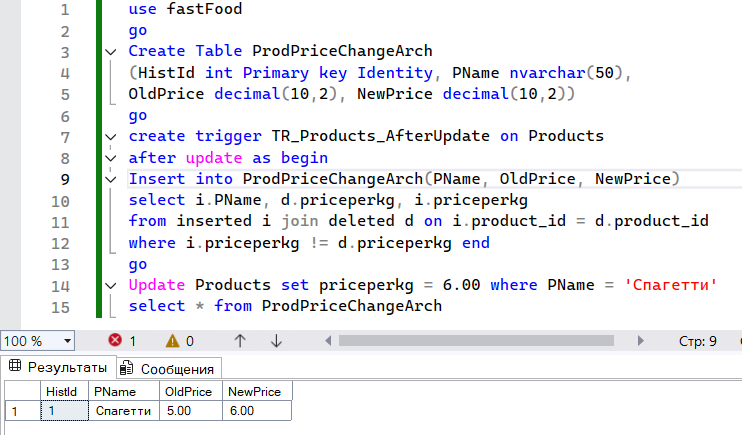 1 use fastFood
2 go
3 Create Table ProdPriceChangeArch
4 (HistId int Primary key Identity, PName nvarchar(50),
5 OldPrice decimal(10,2), NewPrice decimal(10,2))
6 go
7 create trigger TR_Products_AfterUpdate on Products
8 after update as begin
9 Insert into ProdPriceChangeArch(PName, OldPrice, NewPrice)
10 select i.PName, d.priceperkg, i.priceperkg
11 from inserted i join deleted d on i.product_id = d.product_id
12 where i.priceperkg != d.priceperkg end
13 go
14 Update Products set priceperkg = 6.00 where PName = 'Спагетти'
15 select * from ProdPriceChangeArch
100 % 1 0 Стр: 9
Результаты Сообщения
HistId PName OldPrice NewPrice
1 1 Спагетти 5.00 6.00